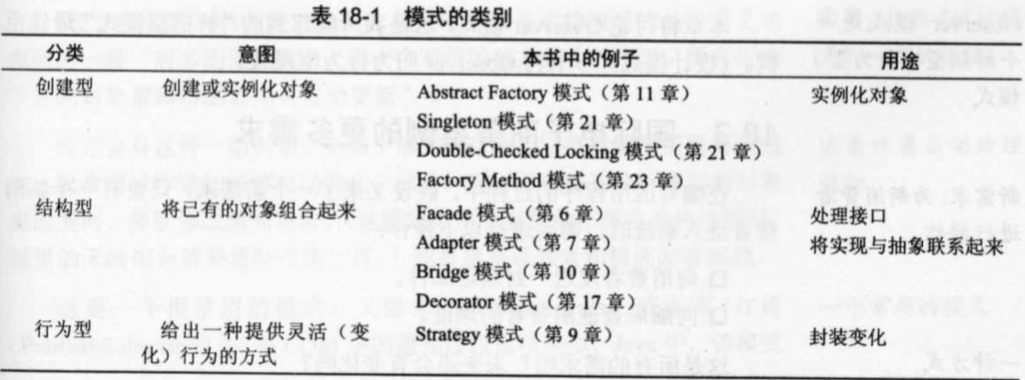 表 18-1 模式的类别
分类 意图 本书中的例子 用途
创建型 创建或实例化对象 Abstract Factory 模式（第 11 章） 实例化对象
Singleton 模式（第 21 章）
Double-Checked Locking 模式（第 21 章）
Factory Method 模式（第 23 章）
结构型 将已有的对象组合起来 Facade 模式（第 6 章） 处理接口
Adapter 模式（第 7 章） 将实现与抽象联系起来
Bridge 模式（第 10 章）
Decorator 模式（第 17 章）
行为型 给出一种提供灵活（变 Strategy 模式（第 9 章） 封装变化
化）行为的方式